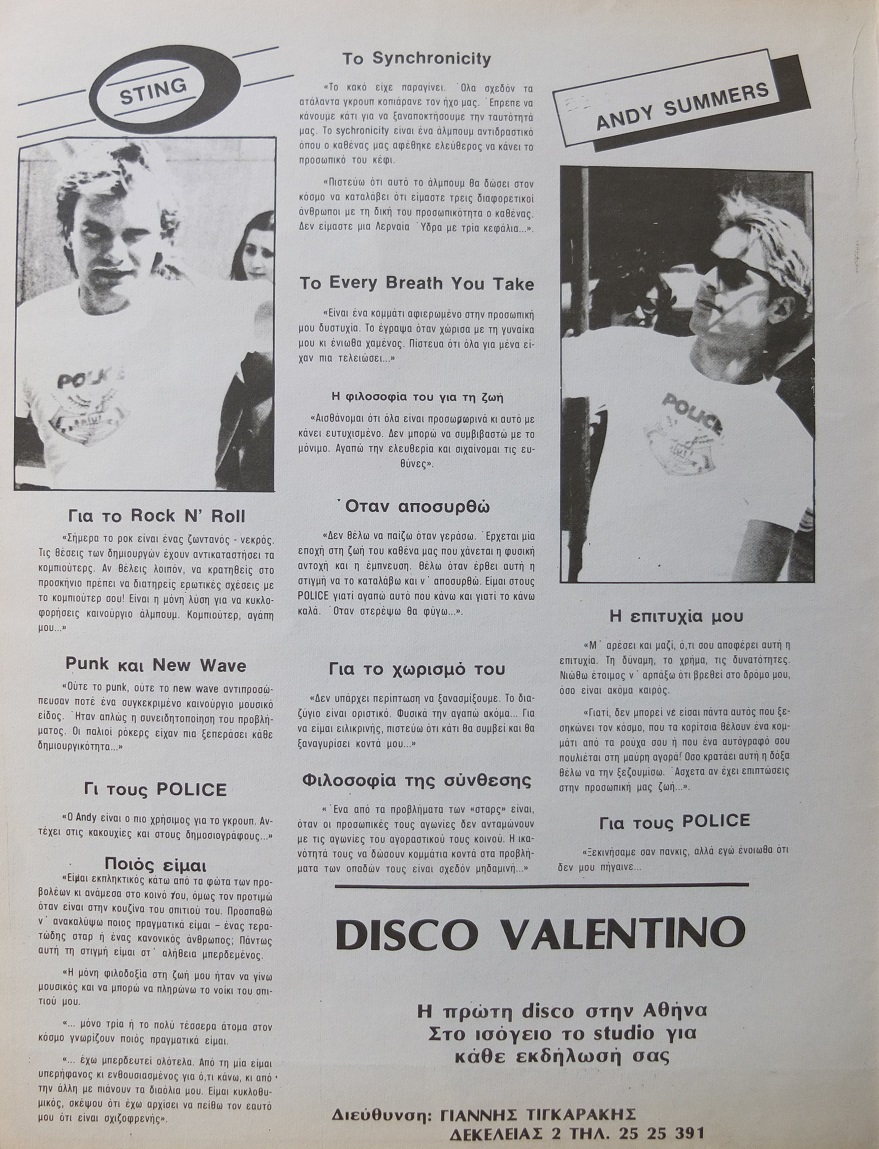 STING
POLICE
Για το Rock N' Roll
«Σήμερα το ροκ είναι ένας ζωντανός - νεκρός.
Τις θέσεις των δημιουργών έχουν αντικαταστήσει τα
κομπιούτερς. Αν θέλεις λοιπόν, να κρατηθείς στο
προσκήνιο πρέπει να διατηρείς ερωτικές σχέσεις με
το κομπιούτερ σου! Είναι η μόνη λύση για να κυκλο-
φορήσεις καινούργιο άλμπουμ. Κομπιούτερ, αγάπη
μου...»
Punk και New Wave
«Ούτε το punk, ούτε το new wave αντιπροσώ-
πευσαν ποτέ ένα συγκεκριμένο καινούργιο μουσικό
είδος. Ήταν απλώς η συνειδητοποίηση του προβλή-
ματος. Οι παλιοί ρόκερς είχαν πια ξεπεράσει κάθε
δημιουργικότητα...»
Γι τους POLICE
«Ο Andy είναι ο πιο χρήσιμος για το γκρουπ. Αν-
τέχει στις κακουχίες και στους δημοσιογράφους...»
Ποιός είμαι
«Είμαι εκπληκτικός κάτω από τα φώτα των προ-
βολέων κι ανάμεσα στο κοινό του, όμως τον προτιμώ
όταν είναι στην κουζίνα του σπιτιού του. Προσπαθώ
ν' ανακαλύψω ποιος πραγματικά είμαι – ένας τερα-
τώδης σταρ ή ένας κανονικός άνθρωπος; Πάντως
αυτή τη στιγμή είμαι στ' αλήθεια μπερδεμένος.
«Η μόνη φιλοδοξία στη ζωή μου ήταν να γίνω
μουσικός και να μπορώ να πληρώνω το νοίκι του σπι-
τιού μου.
«... μόνο τρία ή το πολύ τέσσερα άτομα στον
κόσμο γνωρίζουν ποιός πραγματικά είμαι.
«... έχω μπερδευτεί ολότελα. Από τη μία είμαι
υπερήφανος κι ενθουσιασμένος για ό,τι κάνω, κι από
την άλλη με πιάνουν τα διαόλια μου. Είμαι κυκλοθυ-
μικός, σκέψου ότι έχω αρχίσει να πείθω τον εαυτό
μου ότι είναι σχιζοφρενής».
Το Synchronicity
«Το κακό είχε παραγίνει. Όλα σχεδόν τα
ατάλαντα γκρουπ κοπιάρανε τον ήχο μας. Έπρεπε να
κάνουμε κάτι για να ξαναποκτήσουμε την ταυτότητά
μας. Το sychronicity είναι ένα άλμπουμ αντιδραστικό
όπου ο καθένας μας αφέθηκε ελεύθερος να κάνει το
προσωπικό του κέφι.
«Πιστεύω ότι αυτό το άλμπουμ θα δώσει στον
κόσμο να καταλάβει ότι είμαστε τρεις διαφορετικοί
άνθρωποι με τη δική του προσωπικότητα ο καθένας.
Δεν είμαστε μια Λερναία Ύδρα με τρία κεφάλια...».
Το Every Breath You Take
«Είναι ένα κομμάτι αφιερωμένο στην προσωπική
μου δυστυχία. Το έγραψα όταν χώρισα με τη γυναίκα
μου κι ένιωθα χαμένος. Πίστευα ότι όλα για μένα εί-
χαν πια τελειώσει...»
Η φιλοσοφία του για τη ζωή
«Αισθάνομαι ότι όλα είναι προσωρινά κι αυτό με
κάνει ευτυχισμένο. Δεν μπορώ να συμβιβαστώ με το
μόνιμο. Αγαπώ την ελευθερία και σιχαίνομαι τις ευ-
θύνες».
Όταν αποσυρθώ
«Δεν θέλω να παίζω όταν γεράσω. Έρχεται μία
εποχή στη ζωή του καθένα μας που χάνεται η φυσική
αντοχή και η έμπνευση. θέλω όταν έρθει αυτή η
στιγμή να το καταλάβω και ν' αποσυρθώ. Είμαι στους
POLICE γιατί αγαπώ αυτό που κάνω και γιατί το κάνω
καλά. Όταν στερέψω θα φύγω...».
Για το χωρισμό του
«Δεν υπάρχει περίπτωση να ξανασμίξουμε. Το δια-
ζύγιο είναι οριστικό. Φυσικά την αγαπώ ακόμα... Για
να είμαι ειλικρινής, πιστεύω ότι κάτι θα συμβεί και θα
ξαναγυρίσει κοντά μου...»
Φιλοσοφία της σύνθεσης
«Ένα από τα προβλήματα των «σταρς» είναι,
όταν οι προσωπικές τους αγωνίες δεν ανταμώνουν
με τις αγωνίες του αγοραστικού τους κοινού. Η ικα-
νότητά τους να δώσουν κομμάτια κοντά στα προβλή-
ματα των οπαδών τους είναι σχεδόν μηδαμινή...»
ANDY SUMMERS
POLICE
Η επιτυχία μου
«Μ' αρέσει και μαζί, ό,τι σου αποφέρει αυτή η
επιτυχία. Τη δύναμη, το χρήμα, τις δυνατότητες.
Νιώθω έτοιμος ν' αρπάξω ότι βρεθεί στο δρόμο μου,
όσο είναι ακόμα καιρός.
«Γιατί, δεν μπορεί νέ είσαι πάντα αυτός που ξε-
σηκώνει τον κόσμο, που τα κορίτσια θέλουν ένα κομ-
μάτι από τα ρούχα σου ή που ένα αυτόγραφό σου
πουλιέται στη μαύρη αγορά! Όσο κρατάει αυτή η δόξα
θέλω να την ξεζουμίσω. Άσχετα αν έχει επιπτώσεις
στην προσωπική μας ζωή...».
Για τους POLICE
«Ξεκινήσαμε σαν πανκις, αλλά εγώ ένοιωθα ότι
δεν μου πήγαινε...
DISCO VALENTINO
Η πρώτη disco στην Αθήνα
Στο ισόγειο το studio για
κάθε εκδήλωσή σας
Διεύθυνση: ΓΙΑΝΝΗΣ ΤΙΓΚΑΡΑΚΗΣ
ΔΕΚΕΛΕΙΑΣ 2 ΤΗΛ. 25 25 391